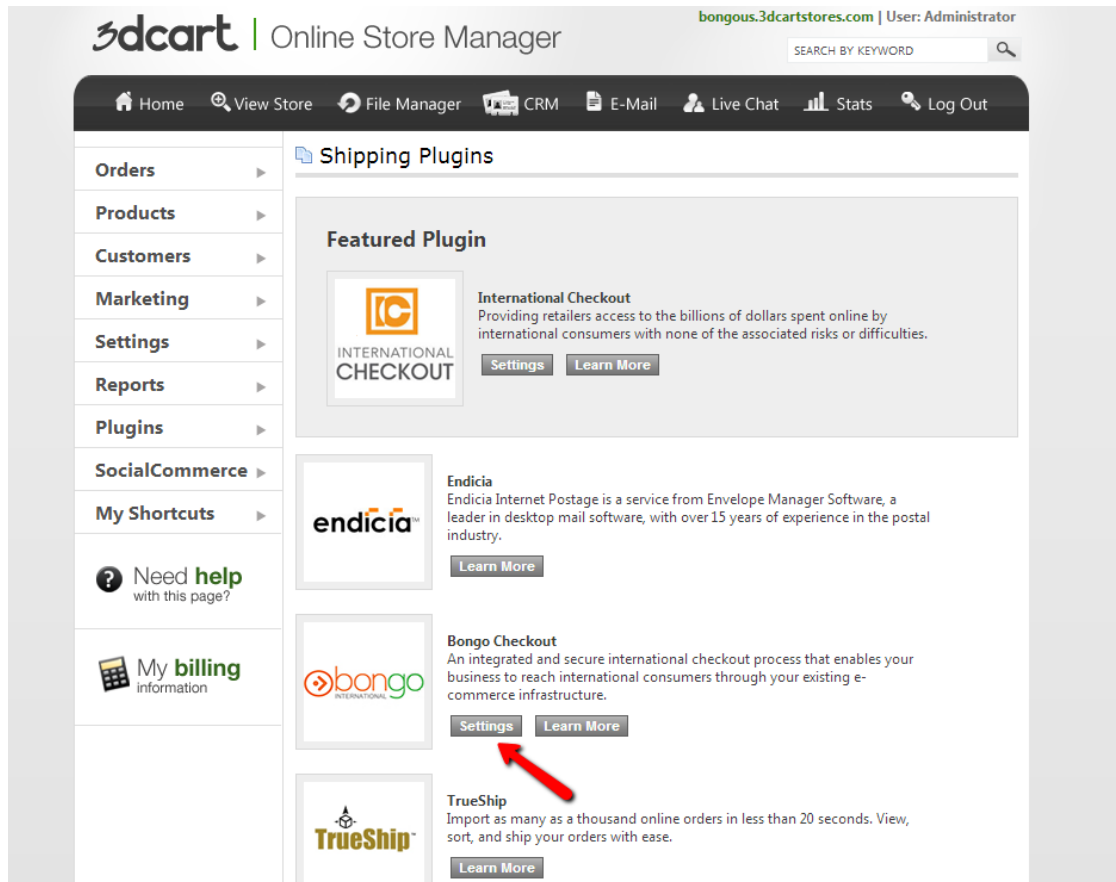 3dcart | Online Store Manager
bongous.3dcartstores.com | User: Administrator
SEARCH BY KEYWORD
Home View Store File Manager CRM E-Mail Live Chat Stats Log Out
Orders
Products
Customers
Marketing
Settings
Reports
Plugins
SocialCommerce
My Shortcuts
Need help
with this page?
My billing
information
Shipping Plugins
Featured Plugin
INTERNATIONAL
CHECKOUT
International Checkout
Providing retailers access to the billions of dollars spent online by
international consumers with none of the associated risks or difficulties.
Settings Learn More
endicia™
Endicia
Endicia Internet Postage is a service from Envelope Manager Software, a
leader in desktop mail software, with over 15 years of experience in the postal
industry.
Learn More
bongo
INTERNATIONAL
Bongo Checkout
An integrated and secure international checkout process that enables your
business to reach international consumers through your existing e-
commerce infrastructure.
Settings Learn More
TrueShip™
TrueShip
Import as many as a thousand online orders in less than 20 seconds. View,
sort, and ship your orders with ease.
Learn More